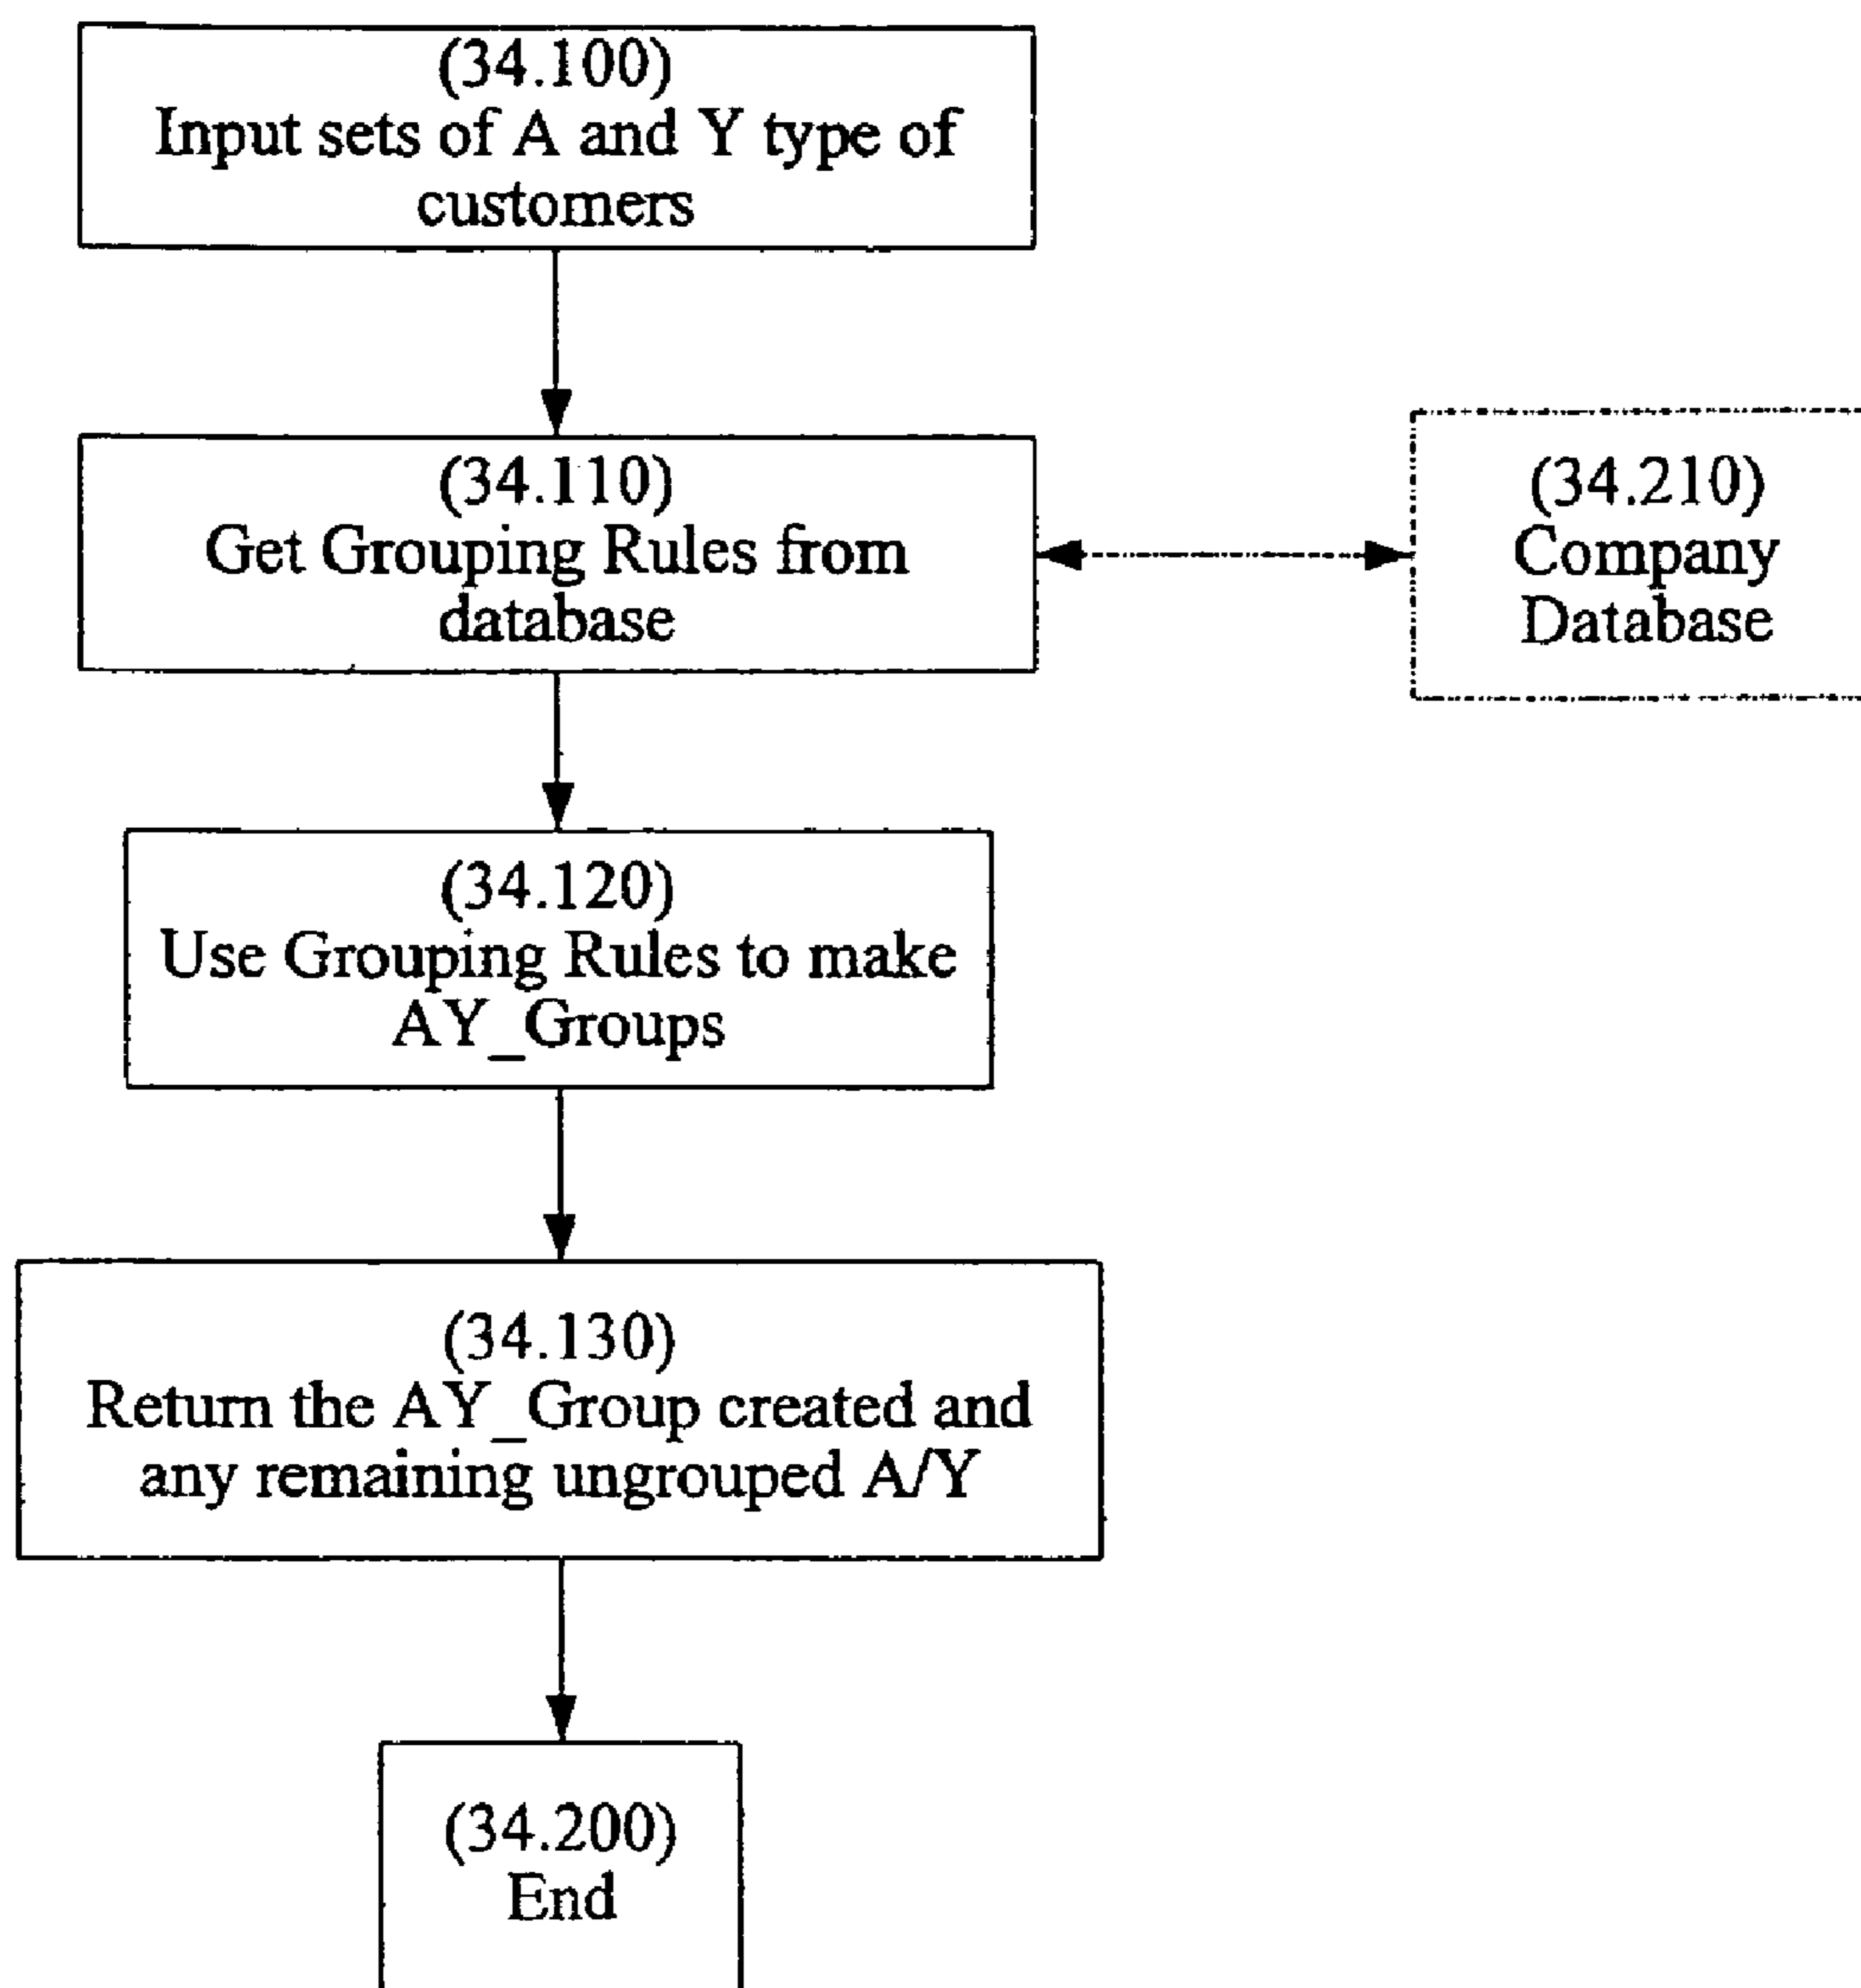 (34.100)
Input sets of A and Y type of
customers
(34.110)
Get Grouping Rules from
database
(34.210)
Company
Database
(34.120)
Use Grouping Rules to make
AY_Groups
(34.130)
Return the AY_Group created and
any remaining ungrouped A/Y
(34.200)
End